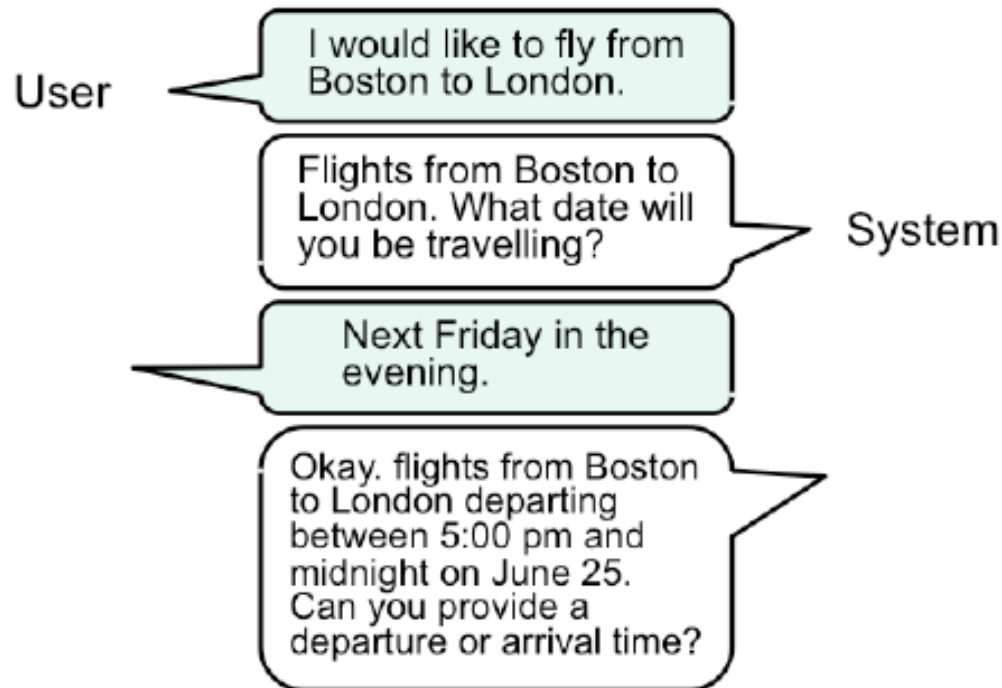 User
I would like to fly from
Boston to London.
Flights from Boston to
London. What date will
you be travelling?
System
Next Friday in the
evening.
Okay. flights from Boston
to London departing
between 5:00 pm and
midnight on June 25.
Can you provide a
departure or arrival time?